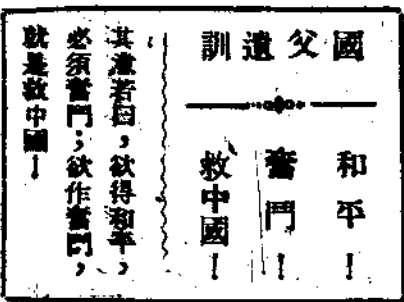 國父遺訓
和平！
奮鬥！
救中國！
其意若曰，欲得和平，
必須奮鬥；欲作奮鬥，
就是救中國！